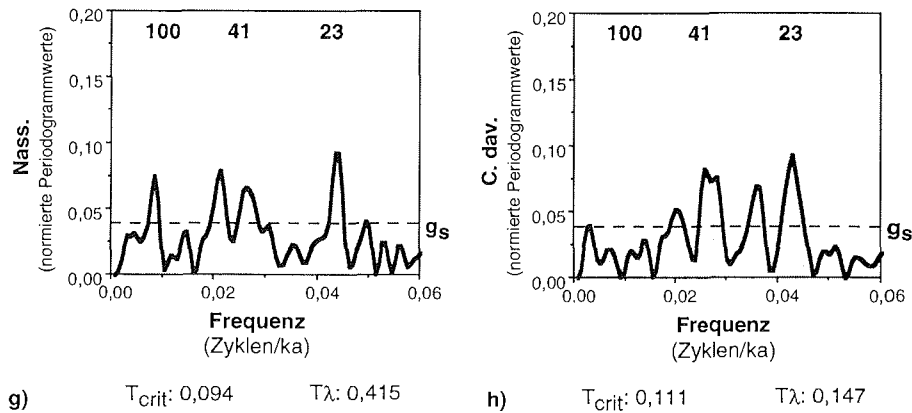 Nass.
(normierte Periodogrammwerte)
0,20
0,15
0,10
0,05
0,00
100 41 23
gs
0,00 0,02 0,04 0,06
Frequenz
(Zyklen/ka)
g) Tcrit: 0,094 Tλ: 0,415
C. dav.
(normierte Periodogrammwerte)
0,20
0,15
0,10
0,05
0,00
100 41 23
gs
0,00 0,02 0,04 0,06
Frequenz
(Zyklen/ka)
h) Tcrit: 0,111 Tλ: 0,147